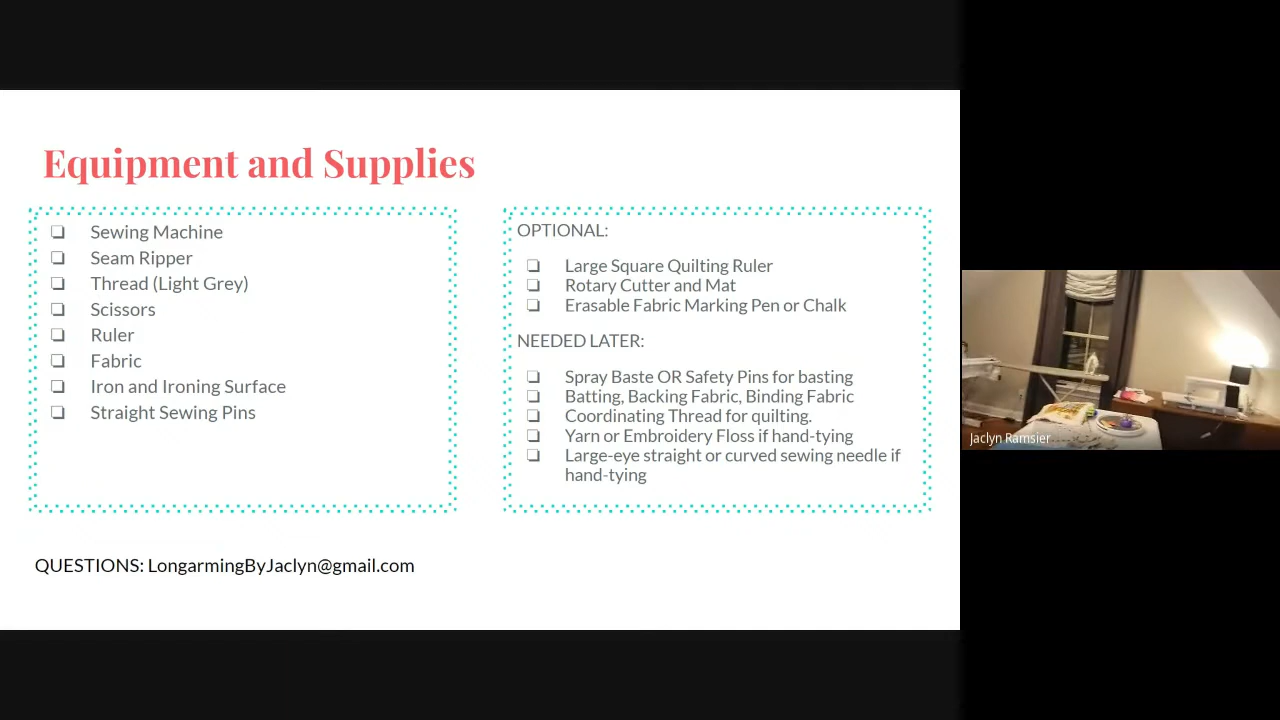 Equipment and Supplies
❏ Sewing Machine
❏ Seam Ripper
❏ Thread (Light Grey)
❏ Scissors
❏ Ruler
❏ Fabric
❏ Iron and Ironing Surface
❏ Straight Sewing Pins
OPTIONAL:
❏ Large Square Quilting Ruler
❏ Rotary Cutter and Mat
❏ Erasable Fabric Marking Pen or Chalk
NEEDED LATER:
❏ Spray Baste OR Safety Pins for basting
❏ Batting, Backing Fabric, Binding Fabric
❏ Coordinating Thread for quilting.
❏ Yarn or Embroidery Floss if hand-tying
❏ Large-eye straight or curved sewing needle if
hand-tying
QUESTIONS: LongarmingByJaclyn@gmail.com
Jaclyn Ramsier